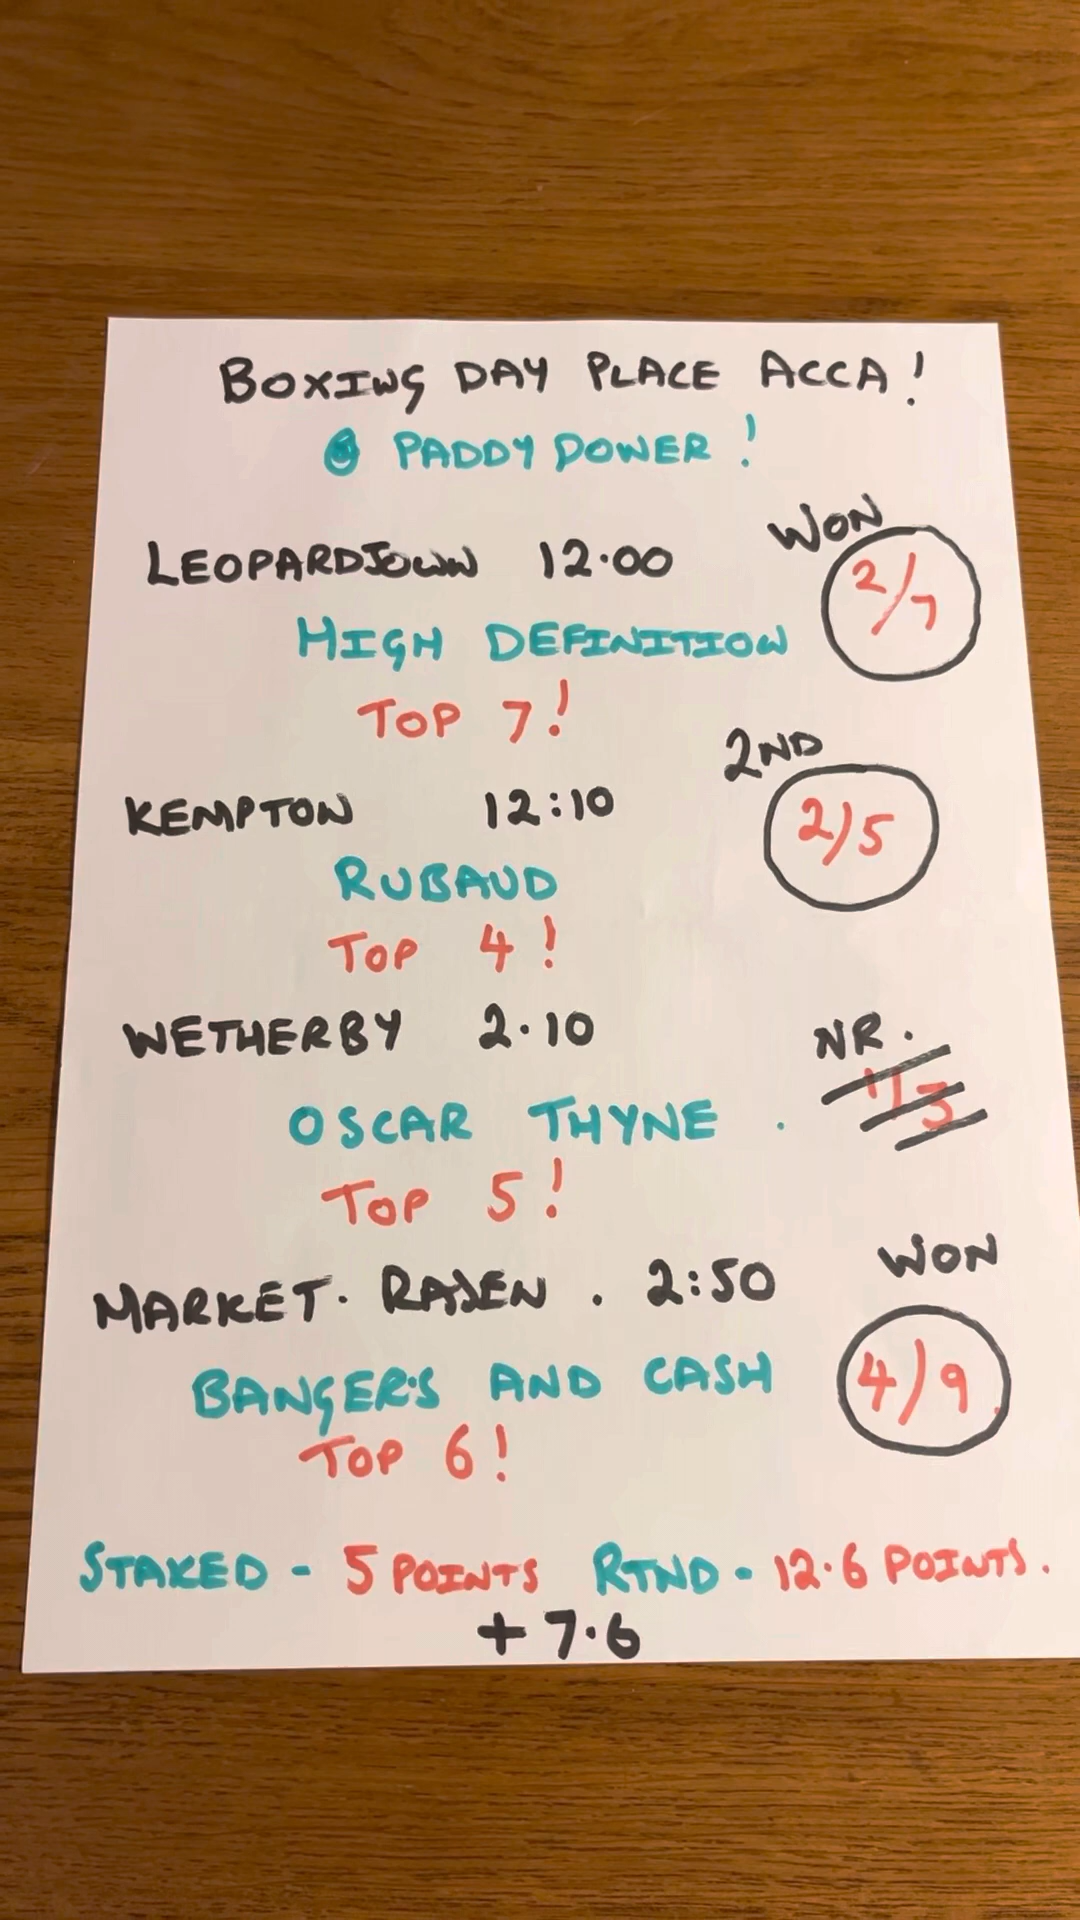 BOXING DAY PLACE ACCA!
@ PADDY POWER!
WON
LEOPARDSTOWN 12.00
2/7
HIGH DEFINITION
TOP 7!
2ND
KEMPTON 12:10
2/5
RUBAUD
TOP 4!
WETHERBY 2.10
NR.
1/3
OSCAR THYNE .
TOP 5!
WON
MARKET. RASEN . 2:50
BANGER'S AND CASH
4/9
TOP 6!
STAKED - 5 POINTS RTND - 12.6 POINTS.
+ 7.6